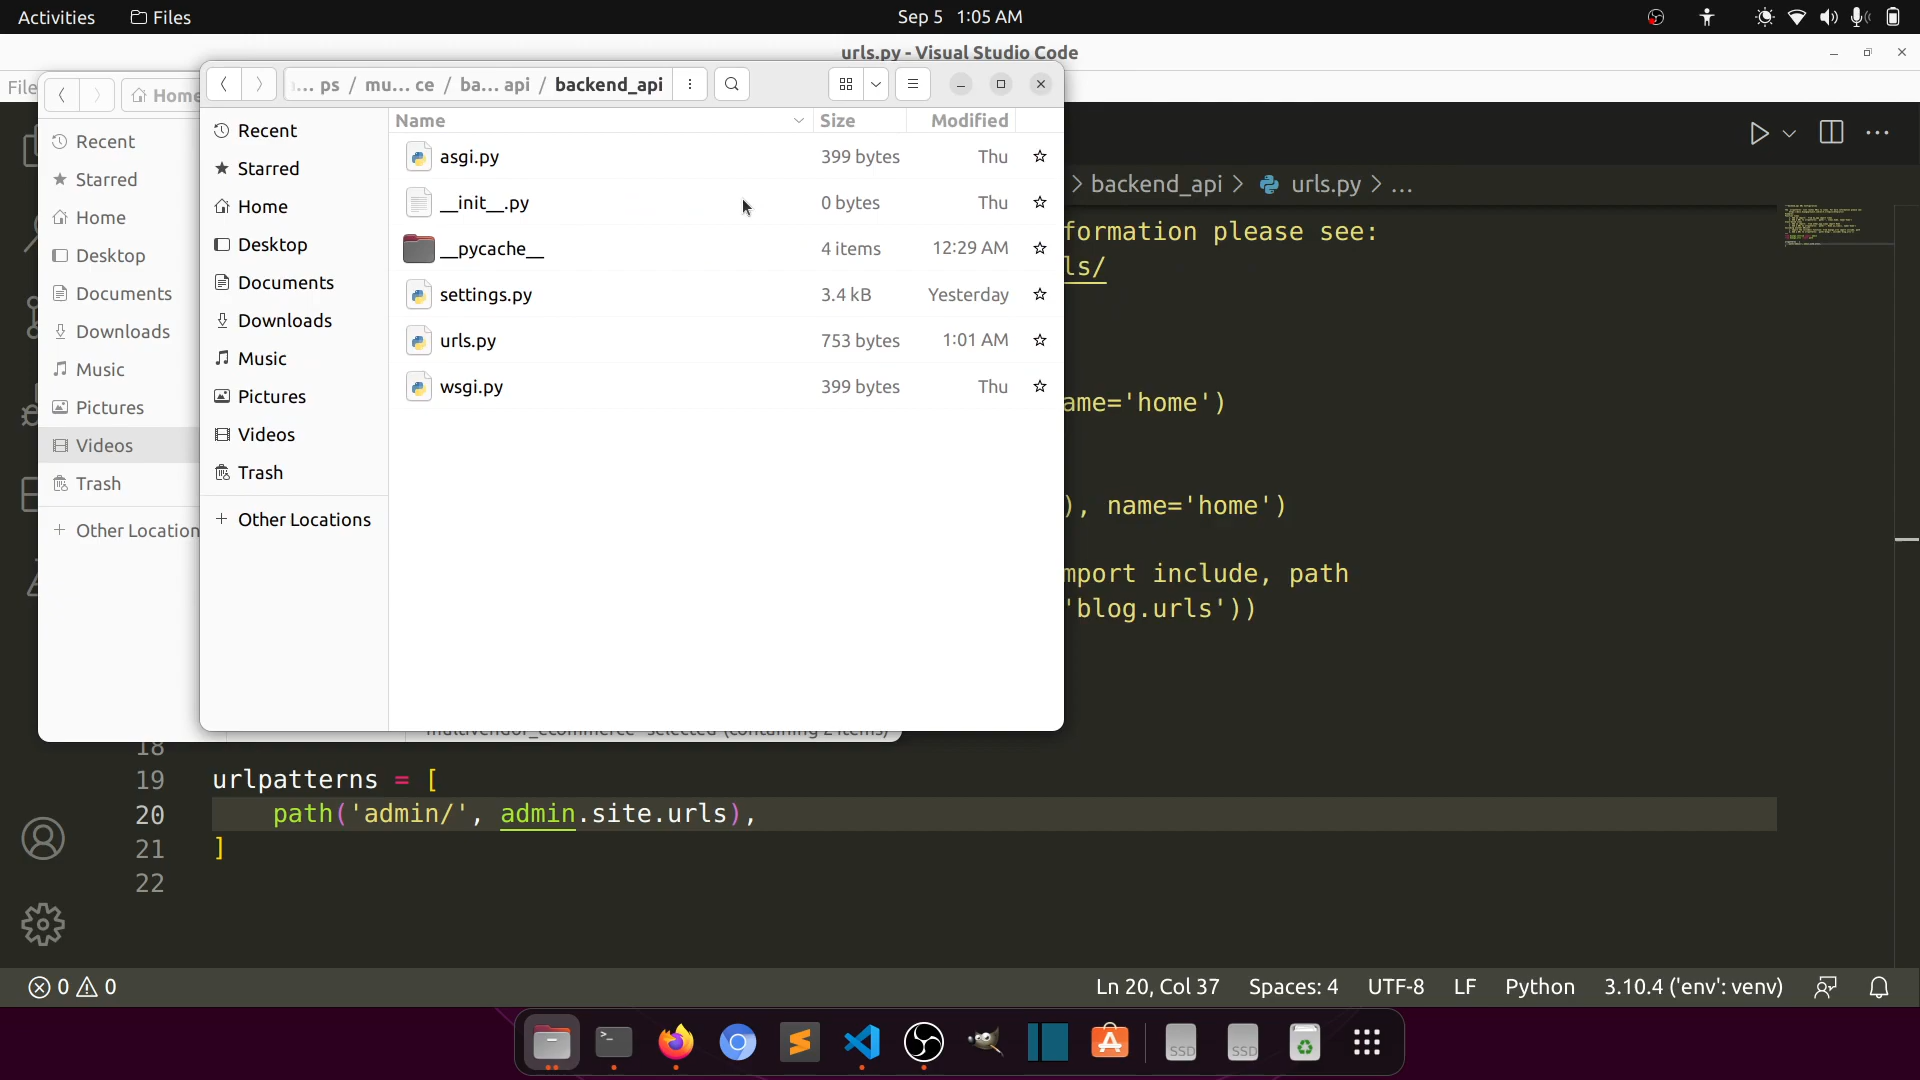 Activities
Files
Sep 5 1:05 AM
urls.py - Visual Studio Code
File
Home
Recent
Starred
Home
Desktop
Documents
Downloads
Music
Pictures
Videos
Trash
Other Location
... ps / mu... ce / ba... api / backend_api
Recent
Starred
Home
Desktop
Documents
Downloads
Music
Pictures
Videos
Trash
Other Locations
Name Size Modified
asgi.py 399 bytes Thu
__init__.py 0 bytes Thu
__pycache__ 4 items 12:29 AM
settings.py 3.4 kB Yesterday
urls.py 753 bytes 1:01 AM
wsgi.py 399 bytes Thu
> backend_api > urls.py > ...
formation please see:
ls/
ame='home')
), name='home')
mport include, path
'blog.urls'))
18
19 urlpatterns = [
20 path('admin/', admin.site.urls),
21 ]
22
0 0
Ln 20, Col 37 Spaces: 4 UTF-8 LF Python 3.10.4 ('env': venv)
SSD
SSD